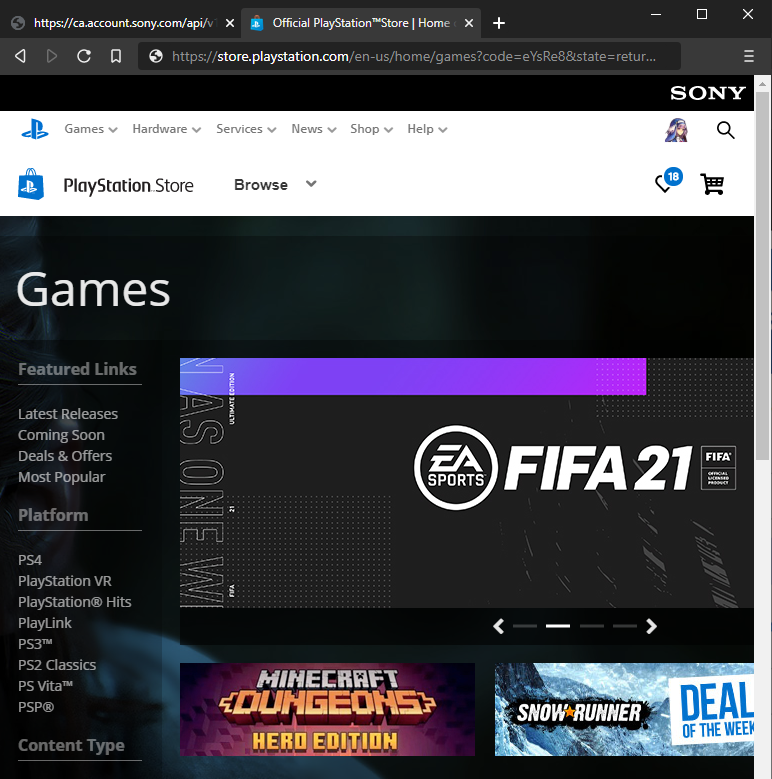 https://ca.account.sony.com/api/v1
Official PlayStation™Store | Home
https://store.playstation.com/en-us/home/games?code=eYsRe8&state=retur...
SONY
Games Hardware Services News Shop Help
PlayStation Store Browse 18
Games
Featured Links
Latest Releases
Coming Soon
Deals & Offers
Most Popular
Platform
PS4
PlayStation VR
PlayStation® Hits
PlayLink
PS3™
PS2 Classics
PS Vita™
PSP®
Content Type
WAS ONE W
ULTIMATE EDITION
21
FIFA
EA SPORTS
FIFA 21
FIFA
OFFICIAL
LICENSED
PRODUCT
MINECRAFT
DUNGEONS
HERO EDITION
SNOWRUNNER
DEAL
OF THE WEEK